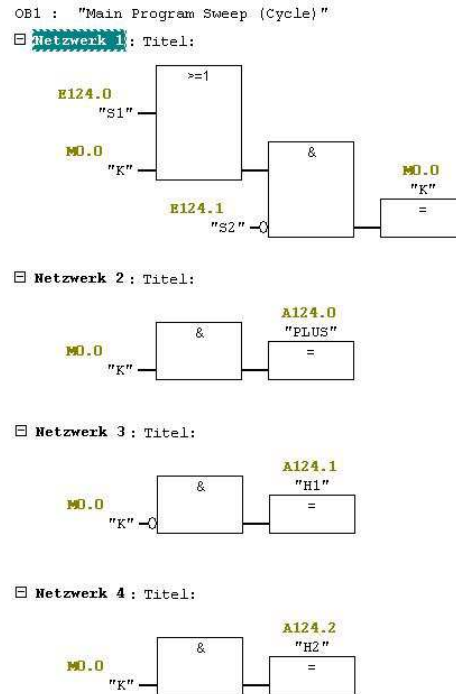 OB1 : "Main Program Sweep (Cycle)"
Netzwerk 1: Titel:
>=1
E124.0
"S1"
M0.0
"K"
&
M0.0
"K"
E124.1
"S2"
=
Netzwerk 2: Titel:
A124.0
"PLUS"
&
=
M0.0
"K"
Netzwerk 3: Titel:
A124.1
"H1"
&
=
M0.0
"K"
Netzwerk 4: Titel:
A124.2
"H2"
&
=
M0.0
"K"